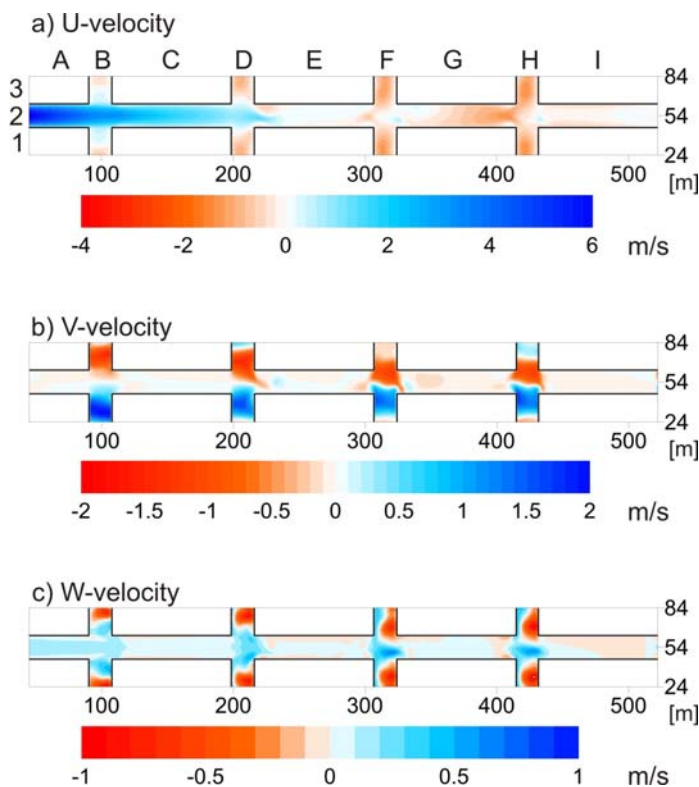 a) U-velocity
A B C D E F G H I
3 84
2 54
1 24
100 200 300 400 500 [m]
-4 -2 0 2 4 6 m/s
b) V-velocity
84
54
24
100 200 300 400 500 [m]
-2 -1.5 -1 -0.5 0 0.5 1 1.5 2 m/s
c) W-velocity
84
54
24
100 200 300 400 500 [m]
-1 -0.5 0 0.5 1 m/s